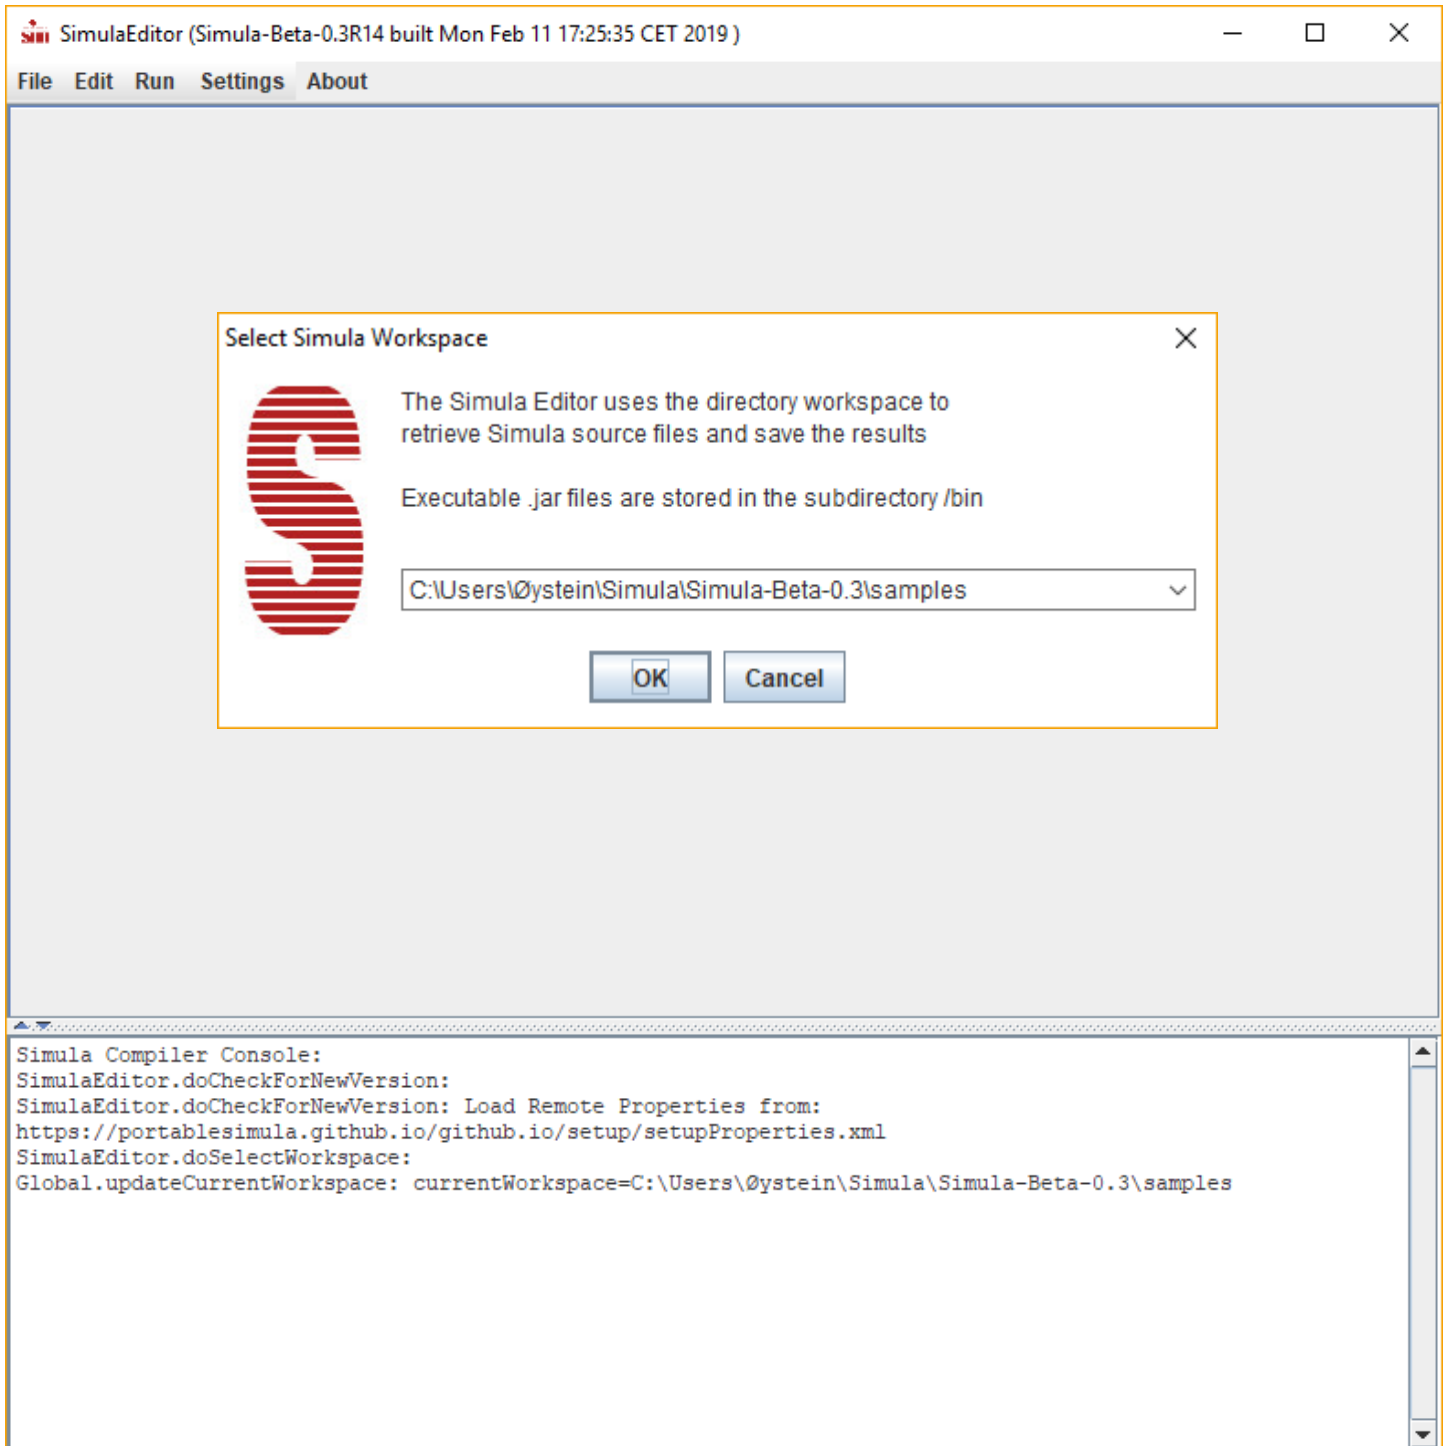 SimulaEditor (Simula-Beta-0.3R14 built Mon Feb 11 17:25:35 CET 2019 )
File Edit Run Settings About
Select Simula Workspace
The Simula Editor uses the directory workspace to
retrieve Simula source files and save the results
Executable .jar files are stored in the subdirectory /bin
C:\Users\Øystein\Simula\Simula-Beta-0.3\samples
OK Cancel
Simula Compiler Console:
SimulaEditor.doCheckForNewVersion:
SimulaEditor.doCheckForNewVersion: Load Remote Properties from:
https://portablesimula.github.io/github.io/setup/setupProperties.xml
SimulaEditor.doSelectWorkspace:
Global.updateCurrentWorkspace: currentWorkspace=C:\Users\Øystein\Simula\Simula-Beta-0.3\samples